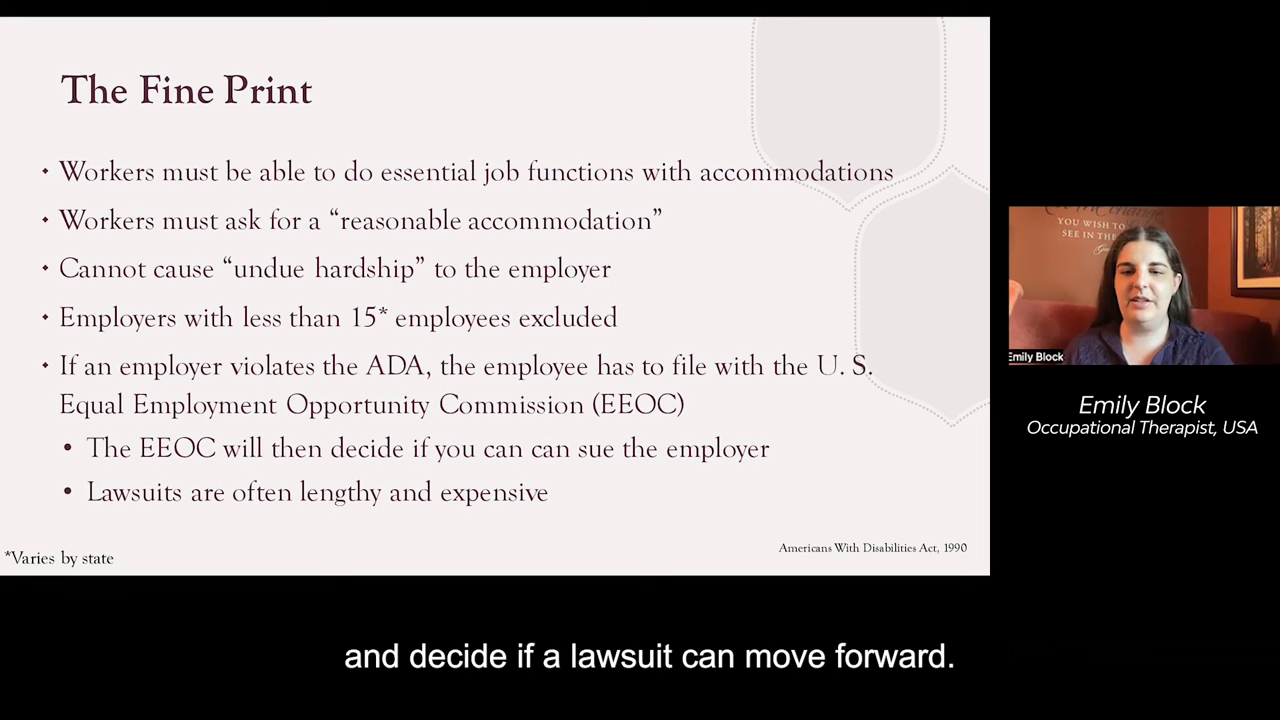 The Fine Print
Workers must be able to do essential job functions with accommodations
Workers must ask for a “reasonable accommodation”
Cannot cause “undue hardship” to the employer
Employers with less than 15* employees excluded
If an employer violates the ADA, the employee has to file with the U. S.
Equal Employment Opportunity Commission (EEOC)
The EEOC will then decide if you can can sue the employer
Lawsuits are often lengthy and expensive
*Varies by state
Americans With Disabilities Act, 1990
YOU WISH TO
SEE IN THE
Emily Block
Emily Block
Occupational Therapist, USA
and decide if a lawsuit can move forward.